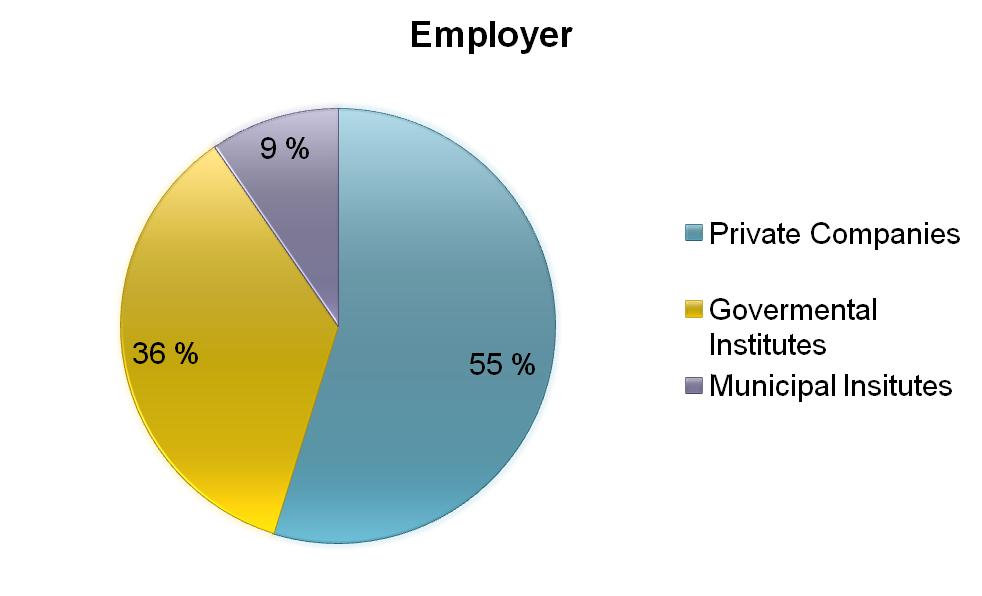 Employer
9 %
36 %
55 %
Private Companies
Govermental
Institutes
Municipal Insitutes